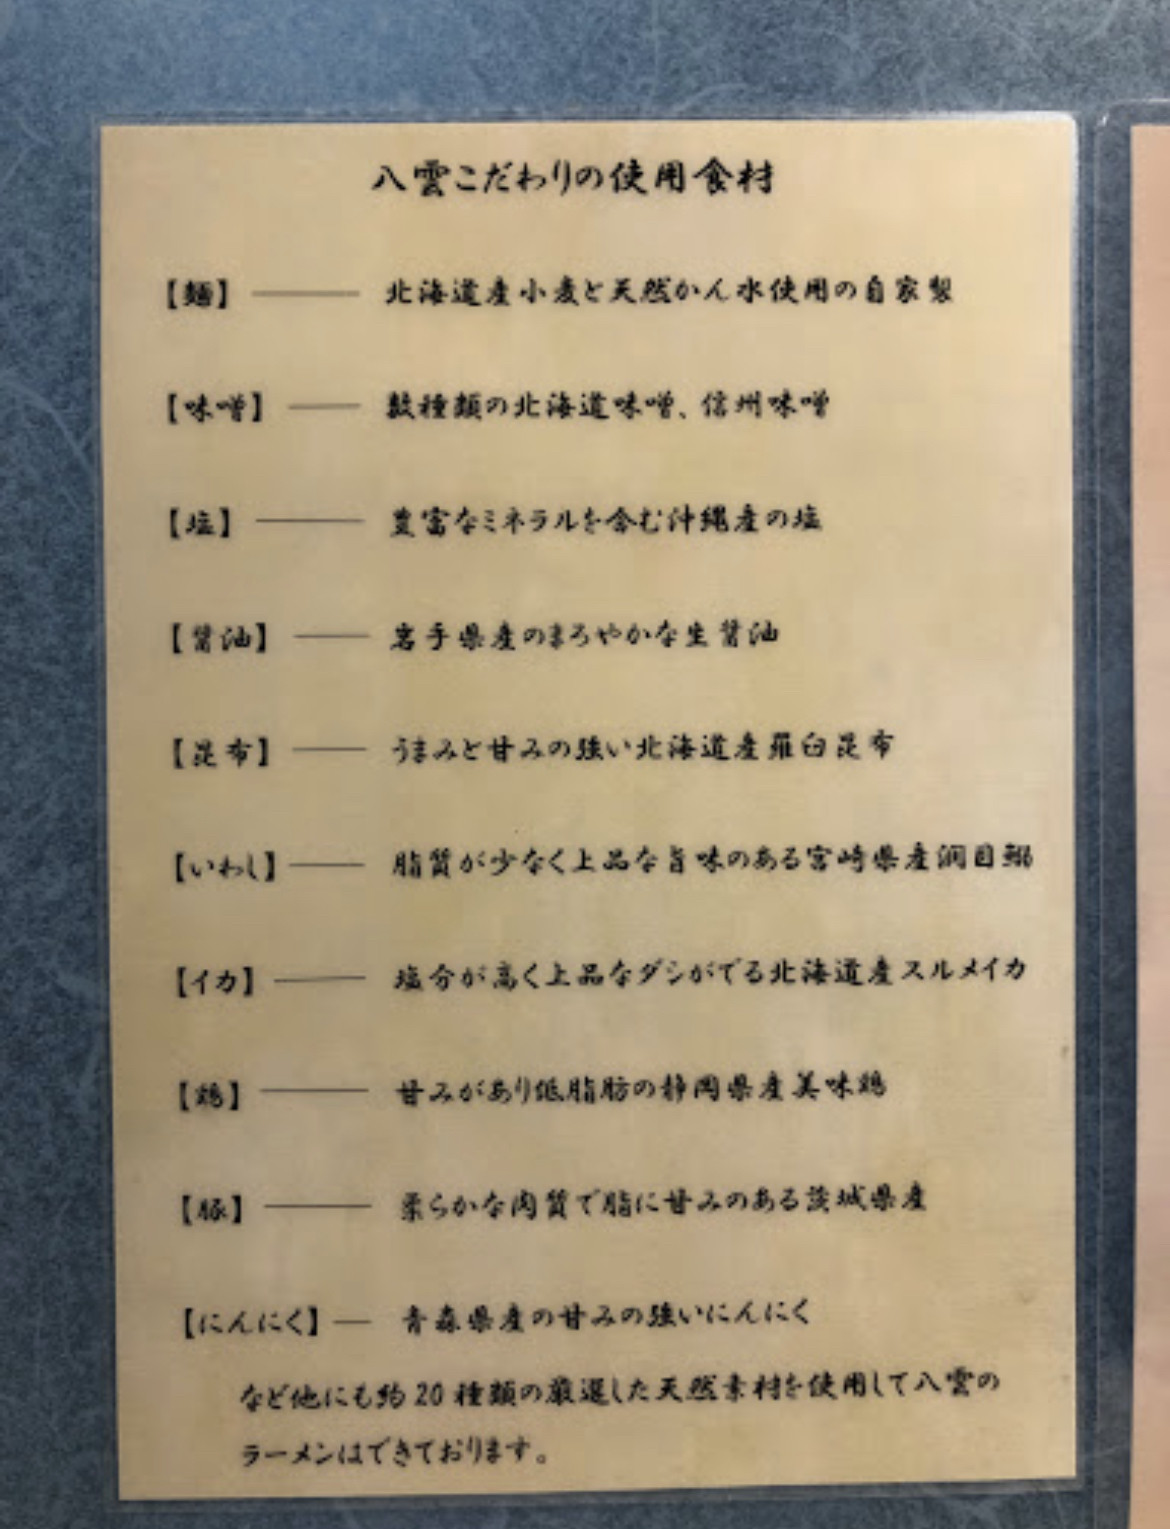 八雲こだわりの使用食材
【麺】――― 北海道産小麦と天然かん水使用の自家製
【味噌】―― 数種類の北海道味噌、信州味噌
【塩】――― 豊富なミネラルを含む沖縄産の塩
【醤油】―― 岩手県産のまろやかな生醤油
【昆布】―― うまみと甘みの強い北海道産羅臼昆布
【いわし】―― 脂質が少なく上品な旨味のある宮崎県産潤目鰯
【イカ】――― 塩分が高く上品なダシがでる北海道産スルメイカ
【鶏】――― 甘みがあり低脂肪の静岡県産美味鶏
【豚】――― 柔らかな肉質で脂に甘みのある茨城県産
【にんにく】― 青森県産の甘みの強いにんにく
など他にも約20種類の厳選した天然素材を使用して八雲の
ラーメンはできております。